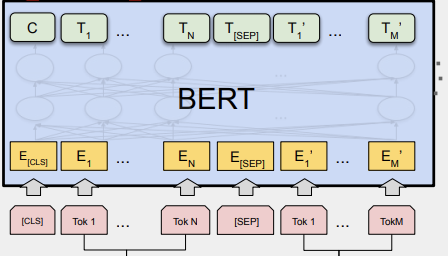 C T1 ... TN T[SEP] T1' ... TM'
BERT
E[CLS] E1 ... EN E[SEP] E1' ... EM'
[CLS] Tok 1 ... Tok N [SEP] Tok 1 ... TokM